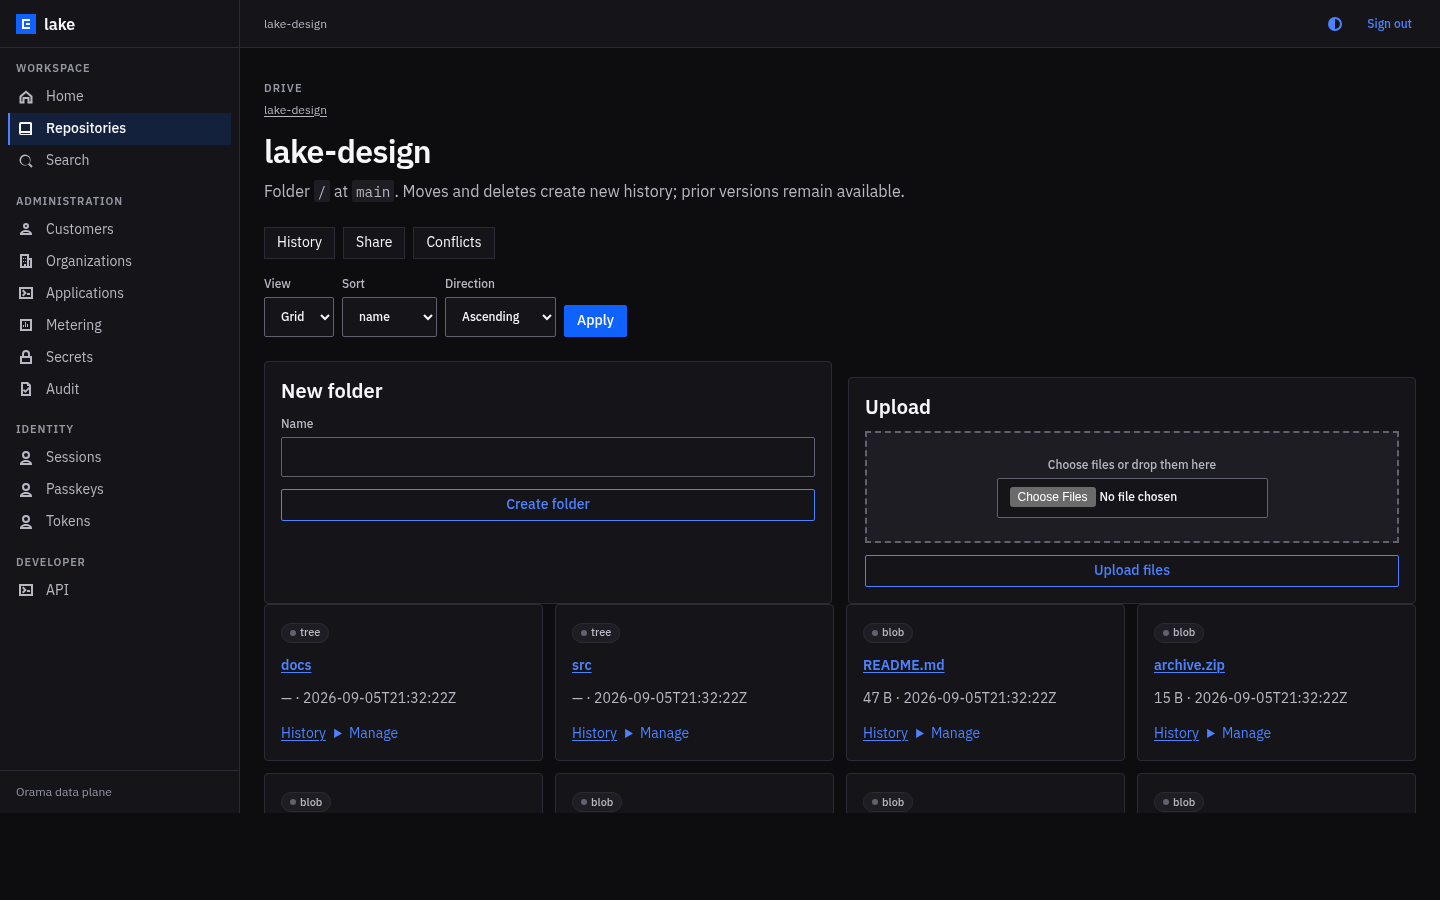 lake
lake-design
Sign out
WORKSPACE
Home
Repositories
Search
ADMINISTRATION
Customers
Organizations
Applications
Metering
Secrets
Audit
IDENTITY
Sessions
Passkeys
Tokens
DEVELOPER
API
Orama data plane
DRIVE
lake-design
lake-design
Folder / at main. Moves and deletes create new history; prior versions remain available.
History Share Conflicts
View Sort Direction
Grid name Ascending Apply
New folder
Name
Create folder
Upload
Choose files or drop them here
Choose Files No file chosen
Upload files
tree
docs
— · 2026-09-05T21:32:22Z
History ▶ Manage
tree
src
— · 2026-09-05T21:32:22Z
History ▶ Manage
blob
README.md
47 B · 2026-09-05T21:32:22Z
History ▶ Manage
blob
archive.zip
15 B · 2026-09-05T21:32:22Z
History ▶ Manage
blob
blob
blob
blob